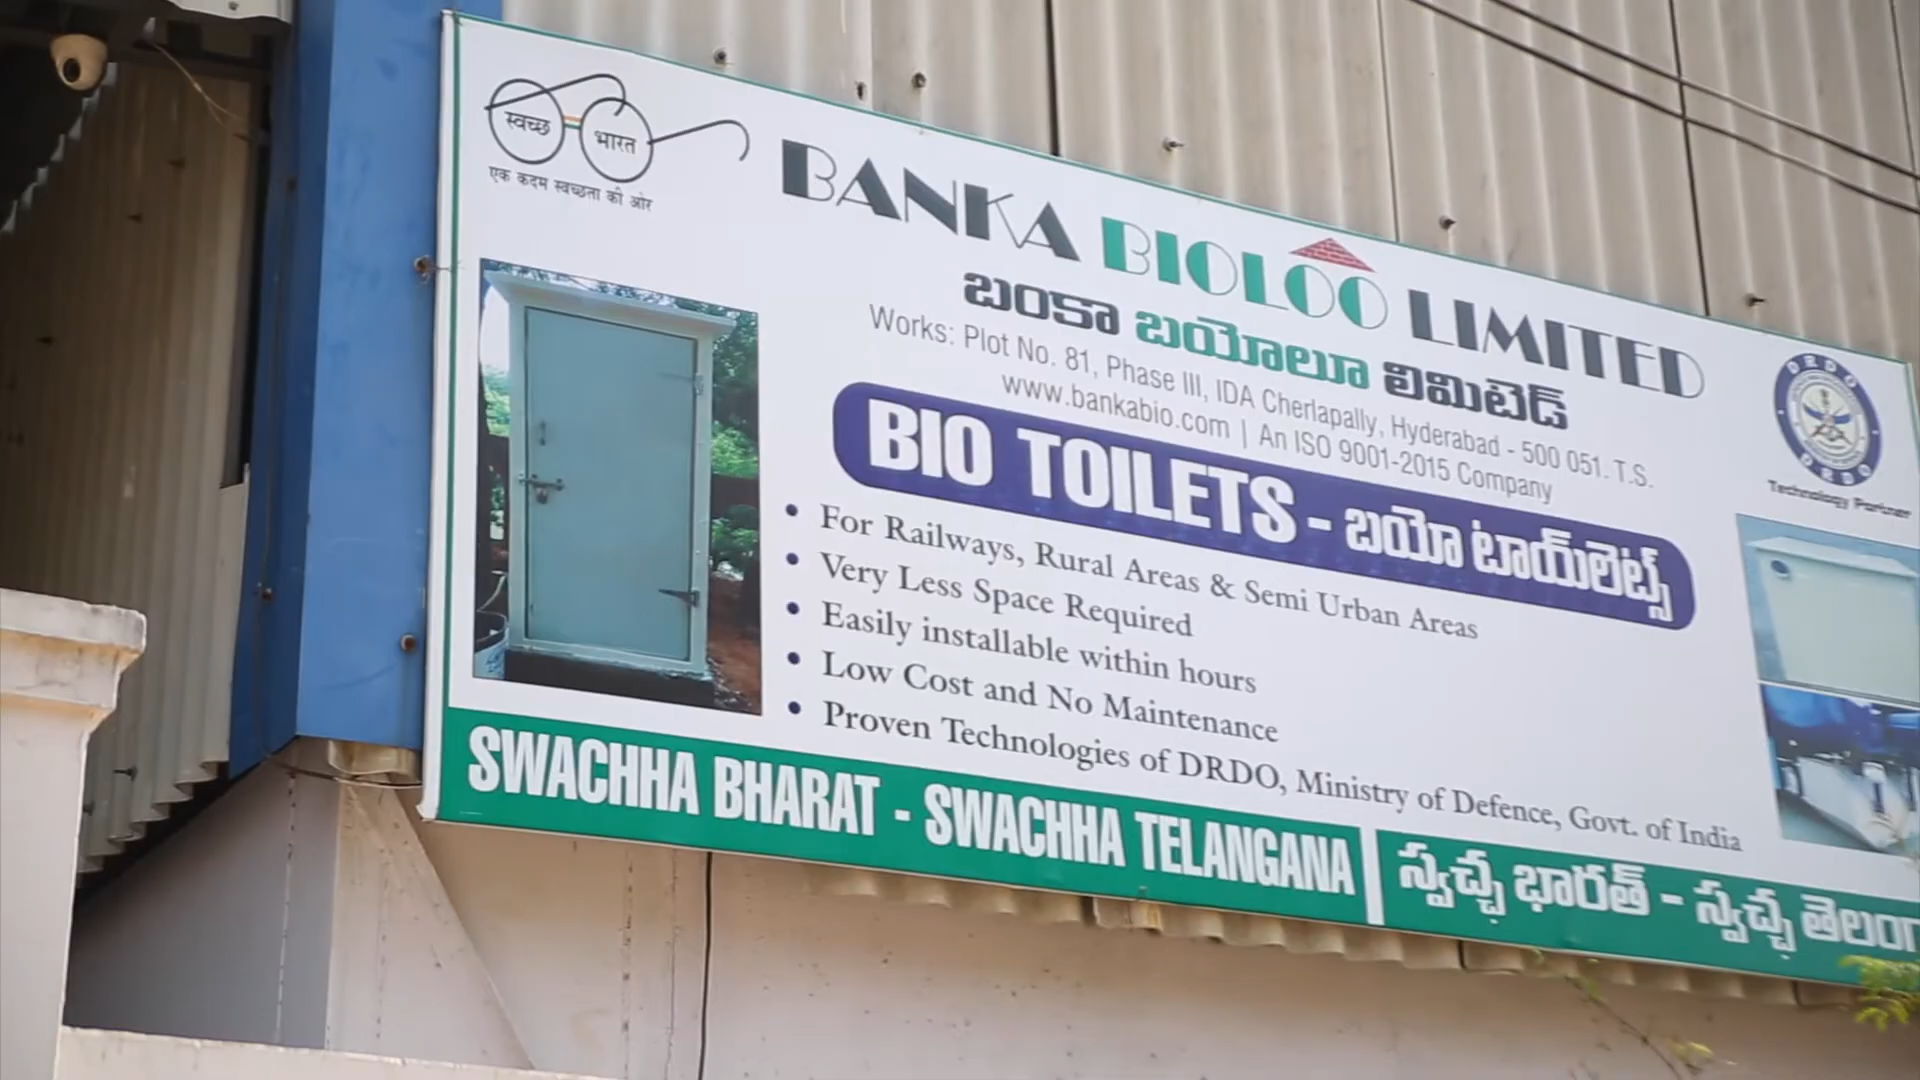 स्वच्छ भारत
एक कदम स्वच्छता की ओर
BANKA BIOLOO LIMITED
బంకా బయోలూ లిమిటెడ్
Works: Plot No. 81, Phase III, IDA Cherlapally, Hyderabad - 500 051. T.S.
www.bankabio.com | An ISO 9001-2015 Company
DRDO
DRDO
Technology Partner
BIO TOILETS - బయో టాయ్‌లెట్స్
• For Railways, Rural Areas & Semi Urban Areas
• Very Less Space Required
• Easily installable within hours
• Low Cost and No Maintenance
• Proven Technologies of DRDO, Ministry of Defence, Govt. of India
SWACHHA BHARAT - SWACHHA TELANGANA | స్వచ్ఛ భారత్ - స్వచ్ఛ తెలంగా